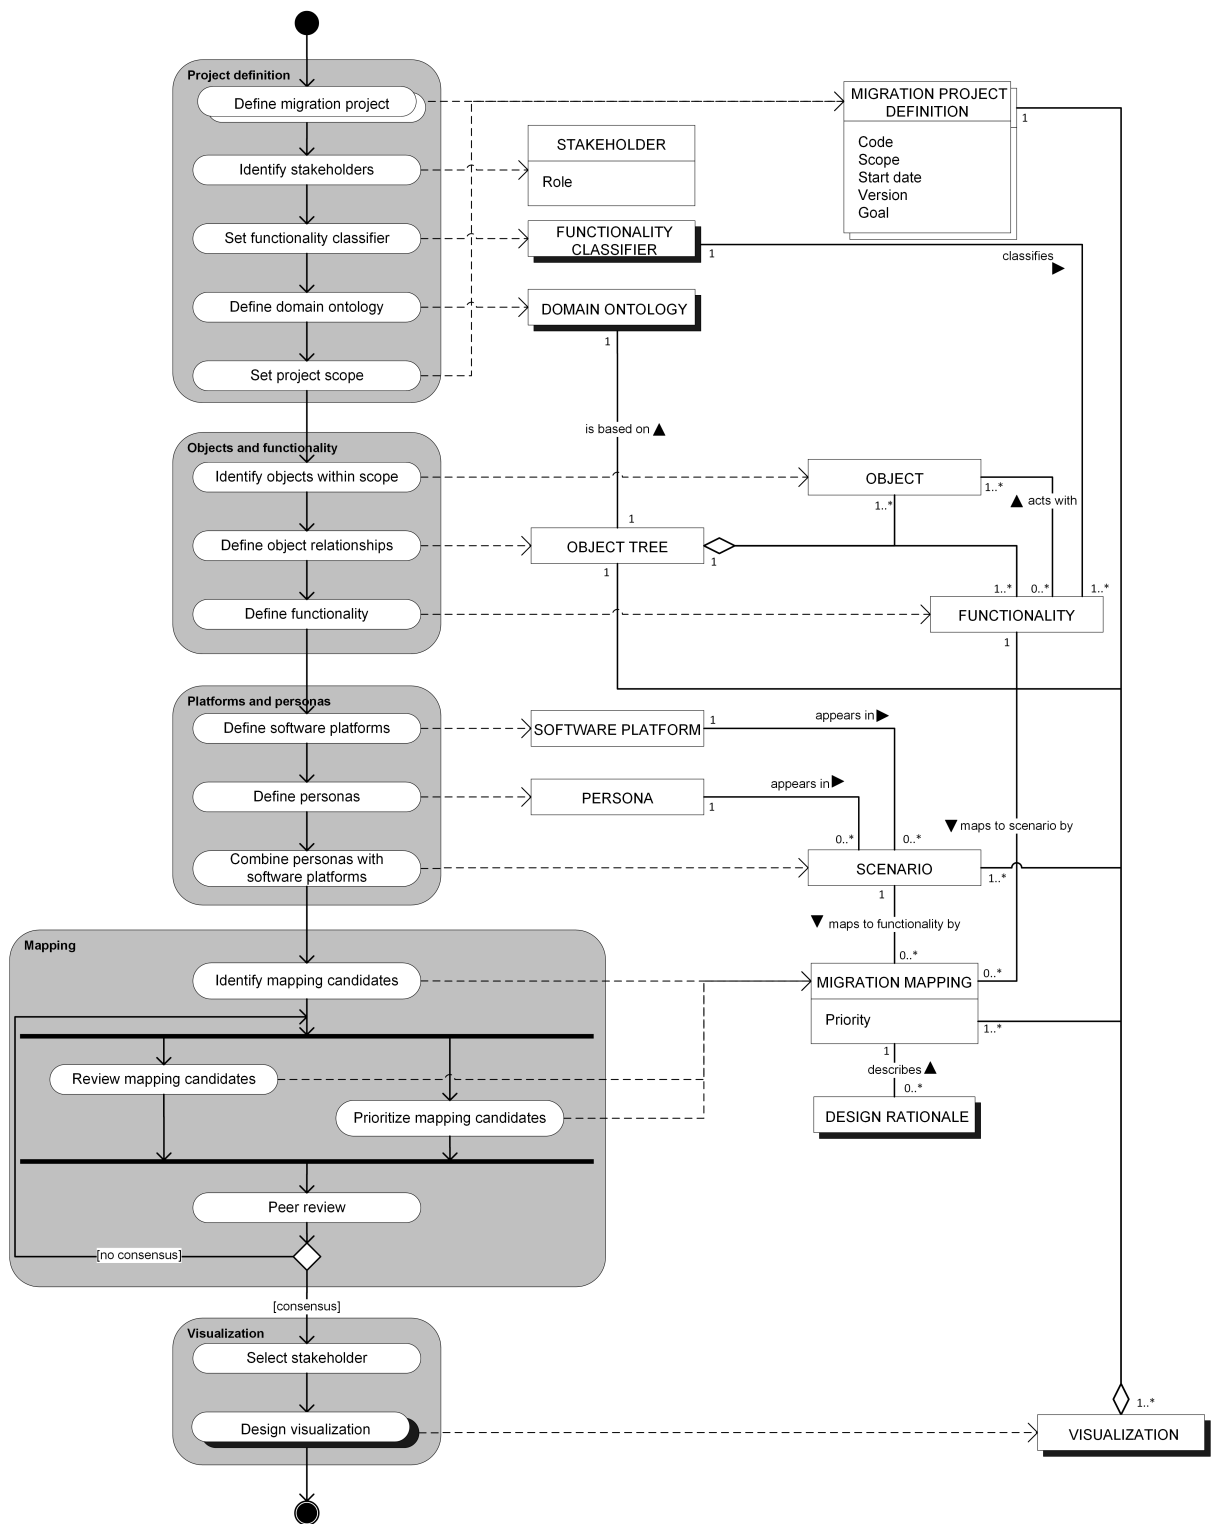 Project definition
Define migration project
Identify stakeholders
Set functionality classifier
Define domain ontology
Set project scope
MIGRATION PROJECT
DEFINITION
Code
Scope
Start date
Version
Goal
1
STAKEHOLDER
Role
FUNCTIONALITY
CLASSIFIER
1
classifies
DOMAIN ONTOLOGY
1
is based on
Objects and functionality
Identify objects within scope
Define object relationships
Define functionality
OBJECT
1..*
1..*
acts with
1
OBJECT TREE
1
1
1..*
0..*
1..*
FUNCTIONALITY
1
Platforms and personas
Define software platforms
Define personas
Combine personas with
software platforms
SOFTWARE PLATFORM
1
appears in
PERSONA
1
appears in
0..*
0..*
maps to scenario by
SCENARIO
1..*
1
maps to functionality by
0..*
Mapping
Identify mapping candidates
Review mapping candidates
Prioritize mapping candidates
Peer review
[no consensus]
[consensus]
MIGRATION MAPPING
0..*
Priority
1..*
1
describes
0..*
DESIGN RATIONALE
Visualization
Select stakeholder
Design visualization
1..*
VISUALIZATION